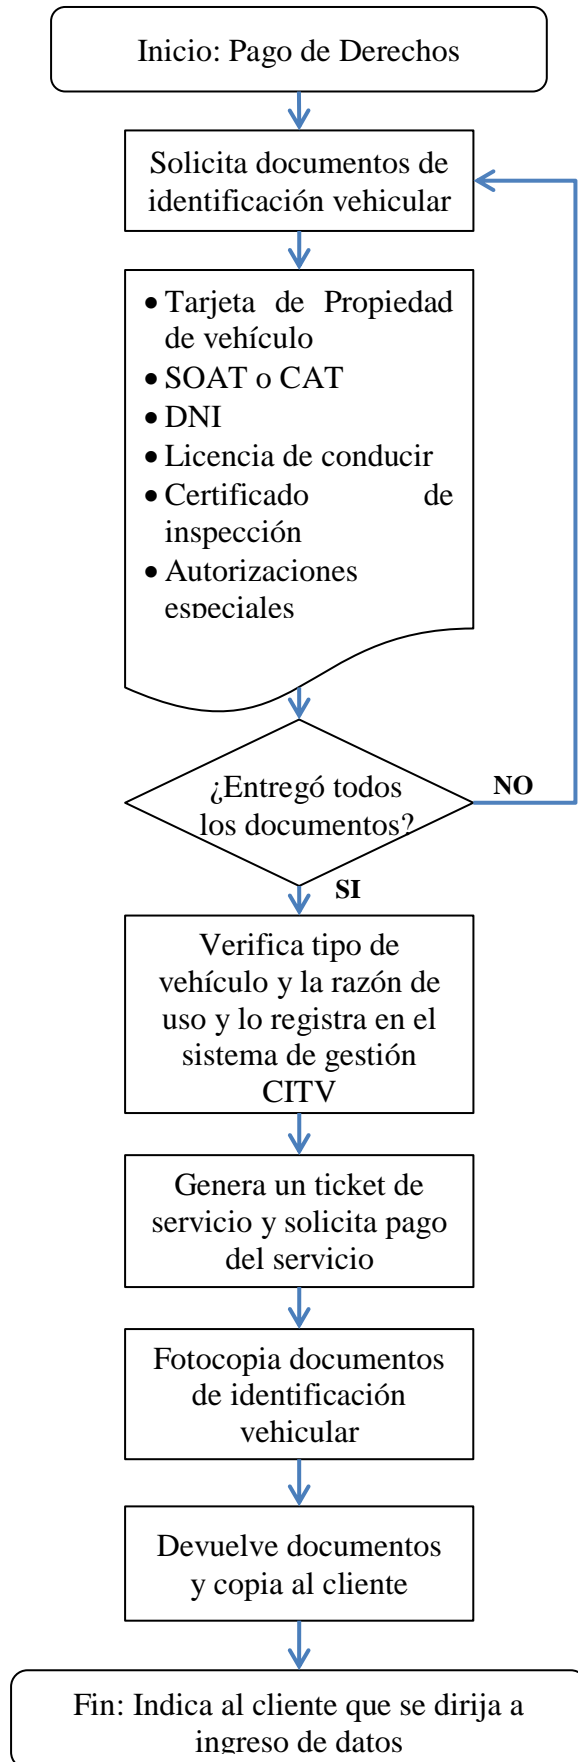 Inicio: Pago de Derechos
Solicita documentos de
identificación vehicular
• Tarjeta de Propiedad
de vehículo
• SOAT o CAT
• DNI
• Licencia de conducir
• Certificado de
inspección
• Autorizaciones
especiales
¿Entregó todos
los documentos?
NO
SI
Verifica tipo de
vehículo y la razón de
uso y lo registra en el
sistema de gestión
CITV
Genera un ticket de
servicio y solicita pago
del servicio
Fotocopia documentos
de identificación
vehicular
Devuelve documentos
y copia al cliente
Fin: Indica al cliente que se dirija a
ingreso de datos